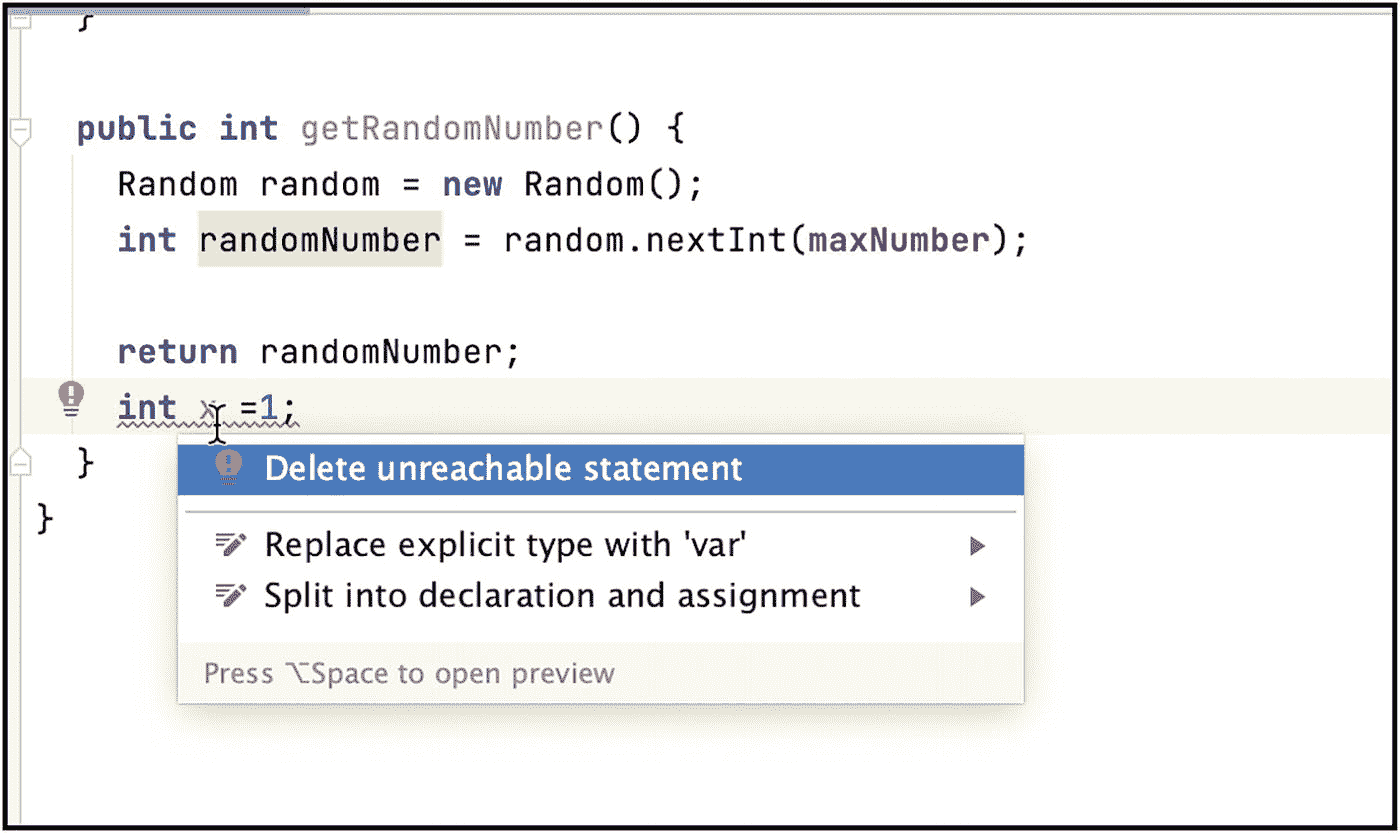 }
public int getRandomNumber() {
Random random = new Random();
int randomNumber = random.nextInt(maxNumber);
return randomNumber;
int x =1;
}
}
Delete unreachable statement
Replace explicit type with 'var'
Split into declaration and assignment
Press ⌥Space to open preview